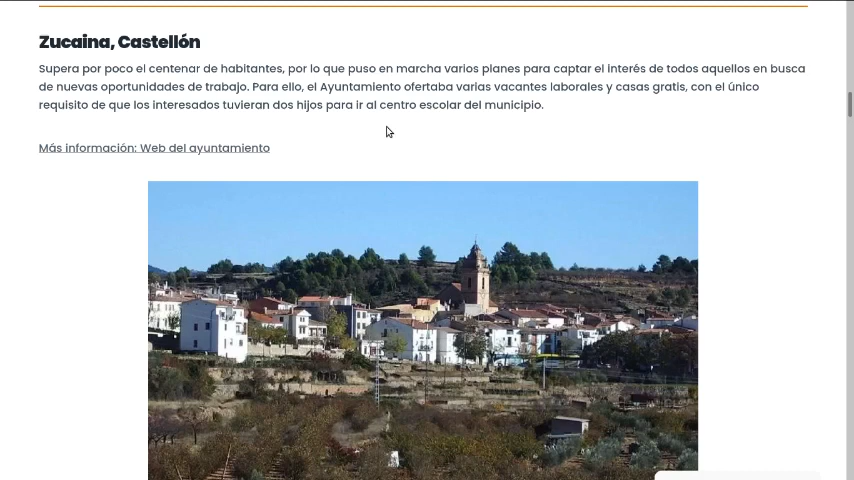 Zucaina, Castellón
Supera por poco el centenar de habitantes, por lo que puso en marcha varios planes para captar el interés de todos aquellos en busca
de nuevas oportunidades de trabajo. Para ello, el Ayuntamiento ofertaba varias vacantes laborales y casas gratis, con el único
requisito de que los interesados tuvieran dos hijos para ir al centro escolar del municipio.
Más información: Web del ayuntamiento